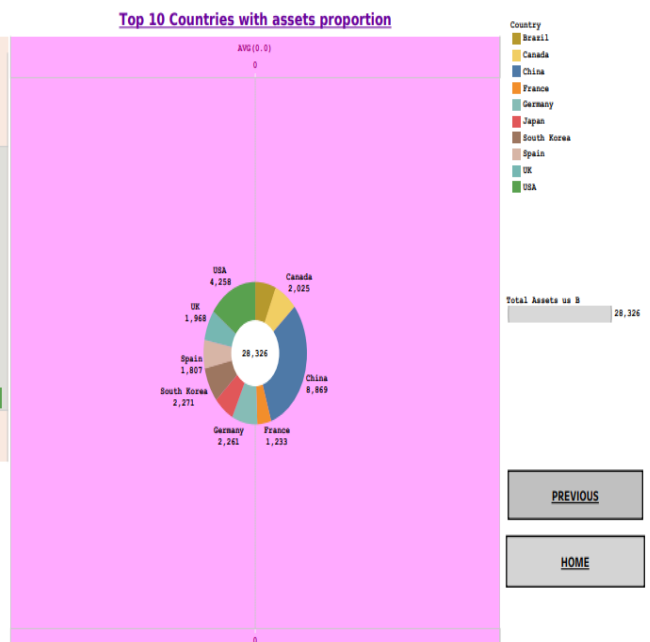 Top 10 Countries with assets proportion
AVG(0.0)
0
USA
4,258
Canada
2,025
UK
1,968
28,326
Spain
1,807
China
8,869
South Korea
2,271
Germany
2,261
France
1,233
0
Country
Brazil
Canada
China
France
Germany
Japan
South Korea
Spain
UK
USA
Total Assets us B
28,326
PREVIOUS
HOME